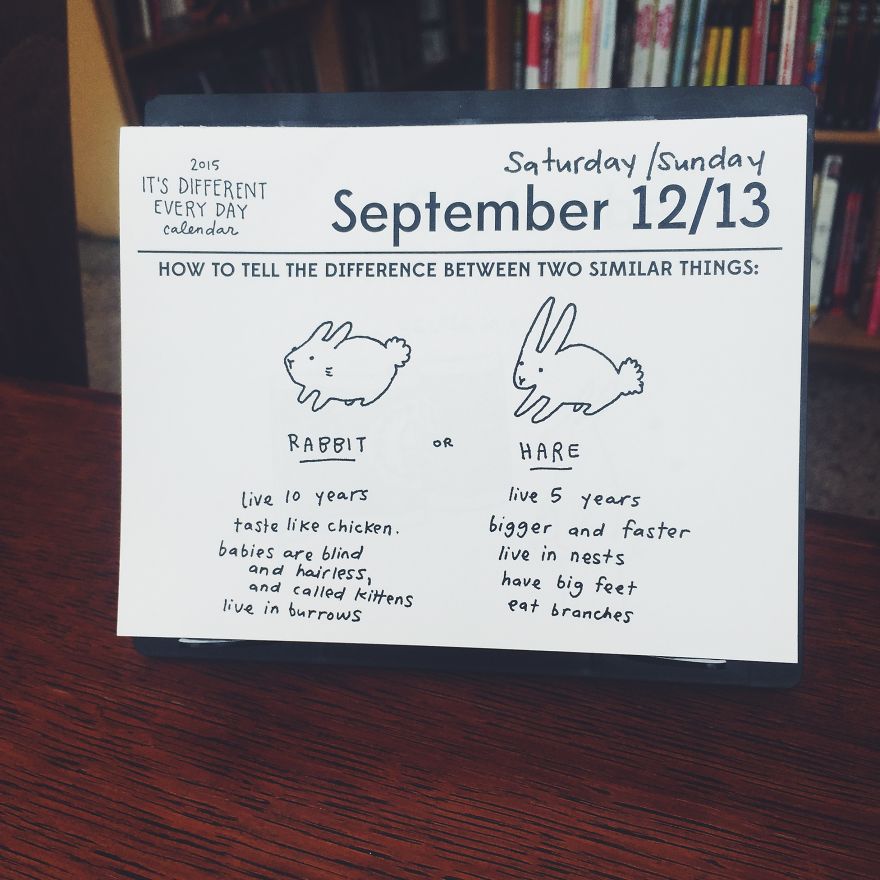 2015
IT'S DIFFERENT
EVERY DAY
calendar
Saturday/Sunday
September 12/13
HOW TO TELL THE DIFFERENCE BETWEEN TWO SIMILAR THINGS:
RABBIT
live 10 years
taste like chicken.
babies are blind
and hairless,
and called kittens
live in burrows
OR
HARE
live 5 years
bigger and faster
live in nests
have big feet
eat branches